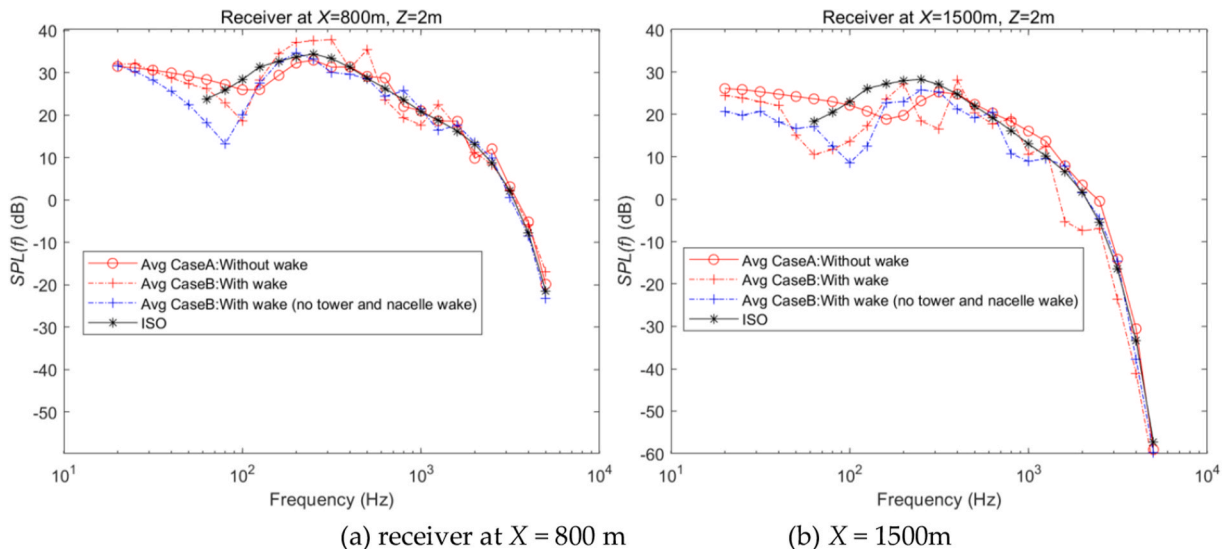 Receiver at X=800m, Z=2m
SPL(f) (dB)
40
30
20
10
0
-10
-20
-30
-40
-50
Avg CaseA:Without wake
Avg CaseB:With wake
Avg CaseB:With wake (no tower and nacelle wake)
ISO
10^1
10^2
10^3
10^4
Frequency (Hz)
Receiver at X=1500m, Z=2m
SPL(f) (dB)
40
30
20
10
0
-10
-20
-30
-40
-50
-60
Avg CaseA:Without wake
Avg CaseB:With wake
Avg CaseB:With wake (no tower and nacelle wake)
ISO
10^1
10^2
10^3
10^4
Frequency (Hz)
(a) receiver at X = 800 m
(b) X = 1500m